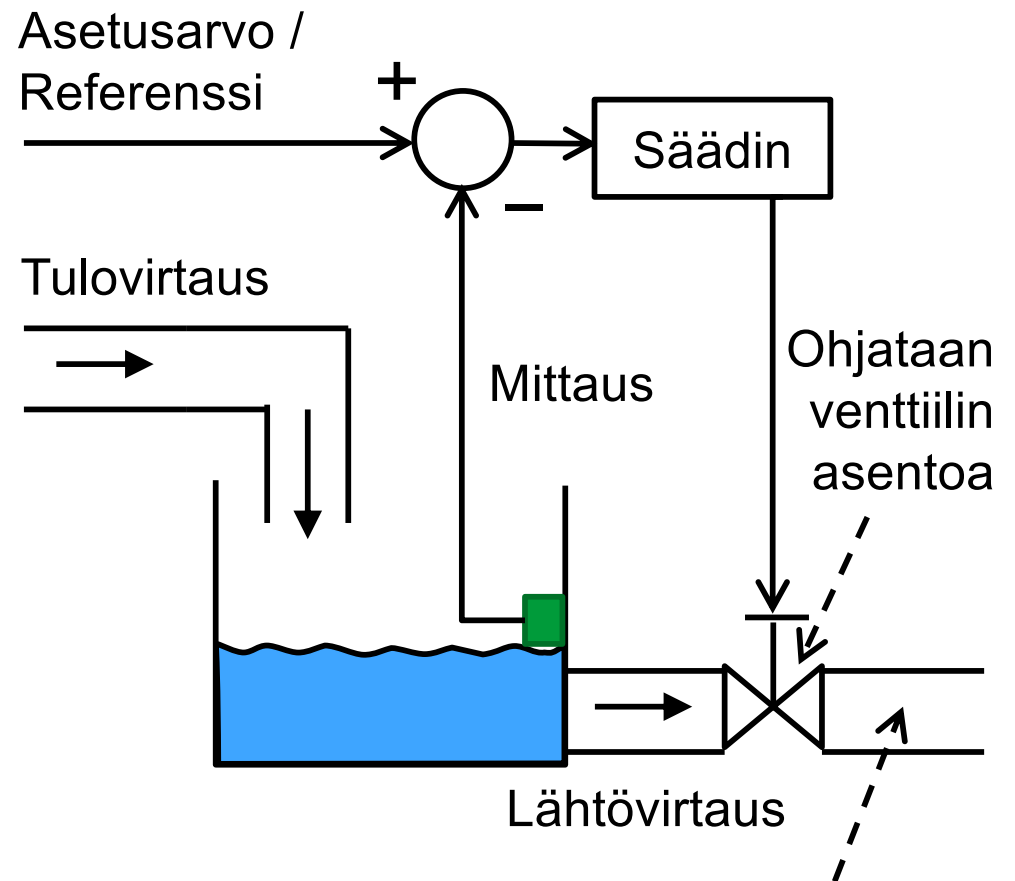 Asetusarvo /
Referenssi
+
Säädin
–
Tulovirtaus
Mittaus
Ohjataan
venttiilin
asentoa
Lähtövirtaus